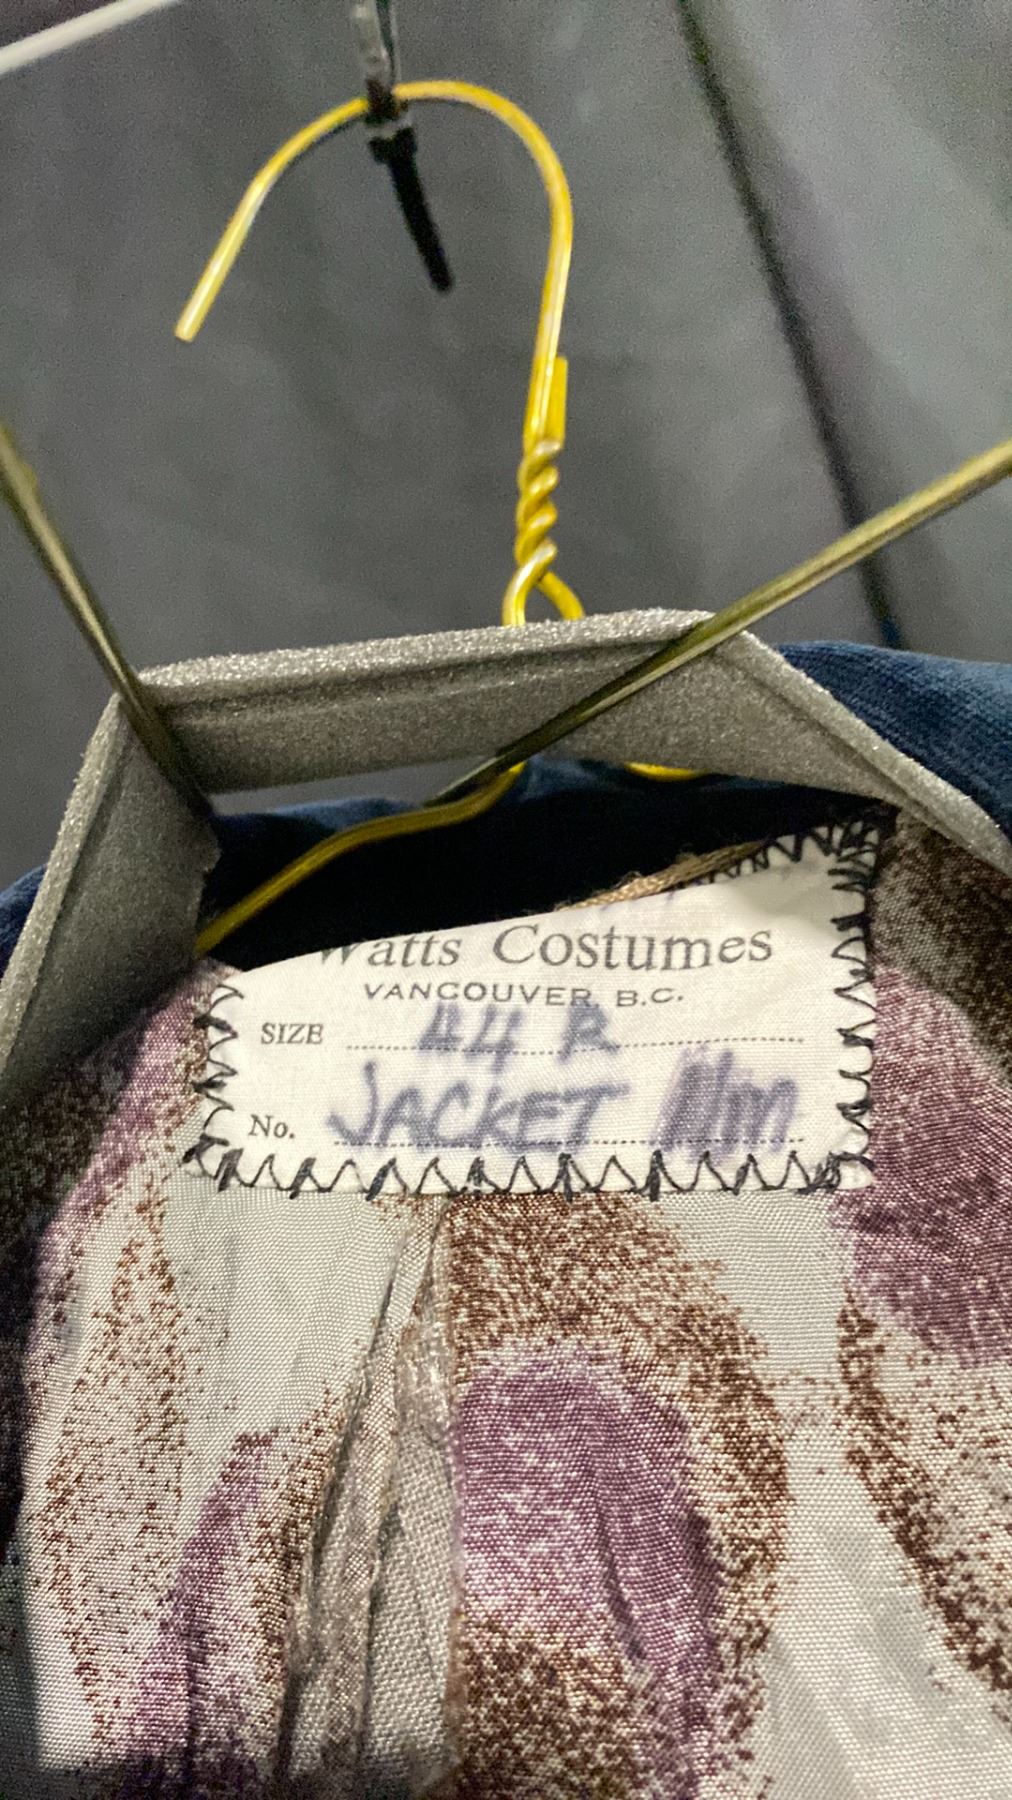 Watts Costumes
VANCOUVER, B.C.
SIZE 44 R
No. JACKET